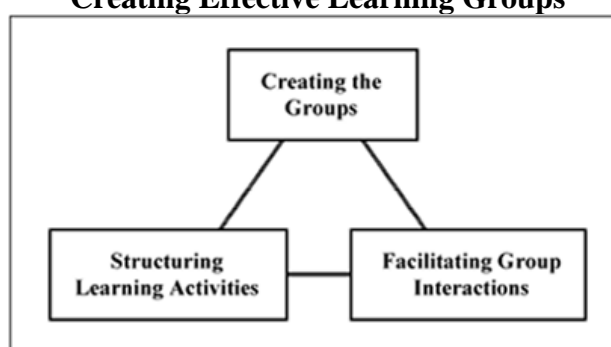 Creating Effective Learning Groups
Creating the
Groups
Structuring
Learning Activities
Facilitating Group
Interactions